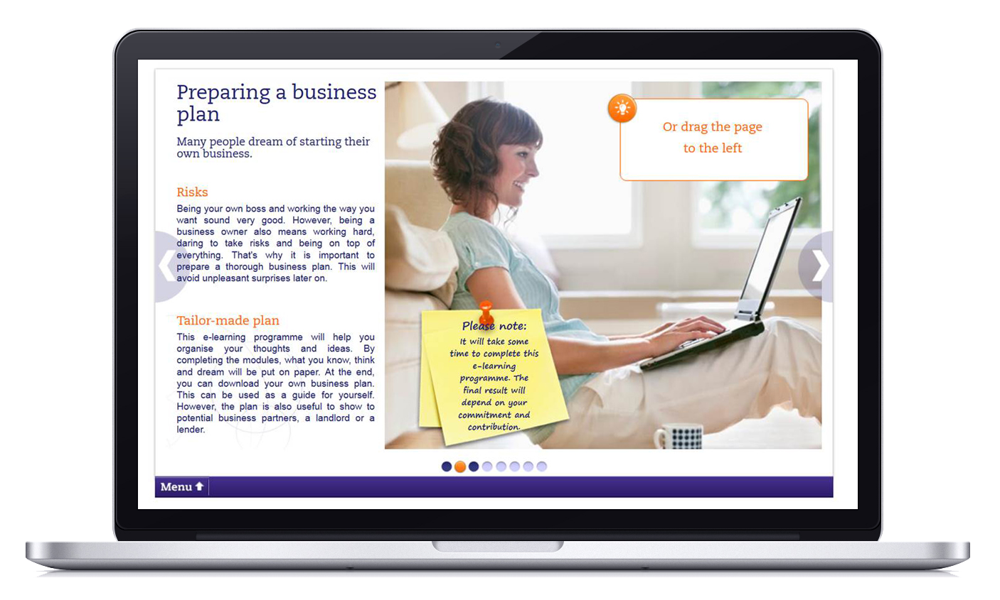 Preparing a business
plan
Many people dream of starting their
own business.
Risks
Being your own boss and working the way you
want sound very good. However, being a
business owner also means working hard,
daring to take risks and being on top of
everything. That's why it is important to
prepare a thorough business plan. This will
avoid unpleasant surprises later on.
Tailor-made plan
This e-learning programme will help you
organise your thoughts and ideas. By
completing the modules, what you know, think
and dream will be put on paper. At the end,
you can download your own business plan.
This can be used as a guide for yourself.
However, the plan is also useful to show to
potential business partners, a landlord or a
lender.
Or drag the page
to the left
Please note:
It will take some
time to complete this
e-learning
programme. The
final result will
depend on your
commitment and
contribution.
Menu